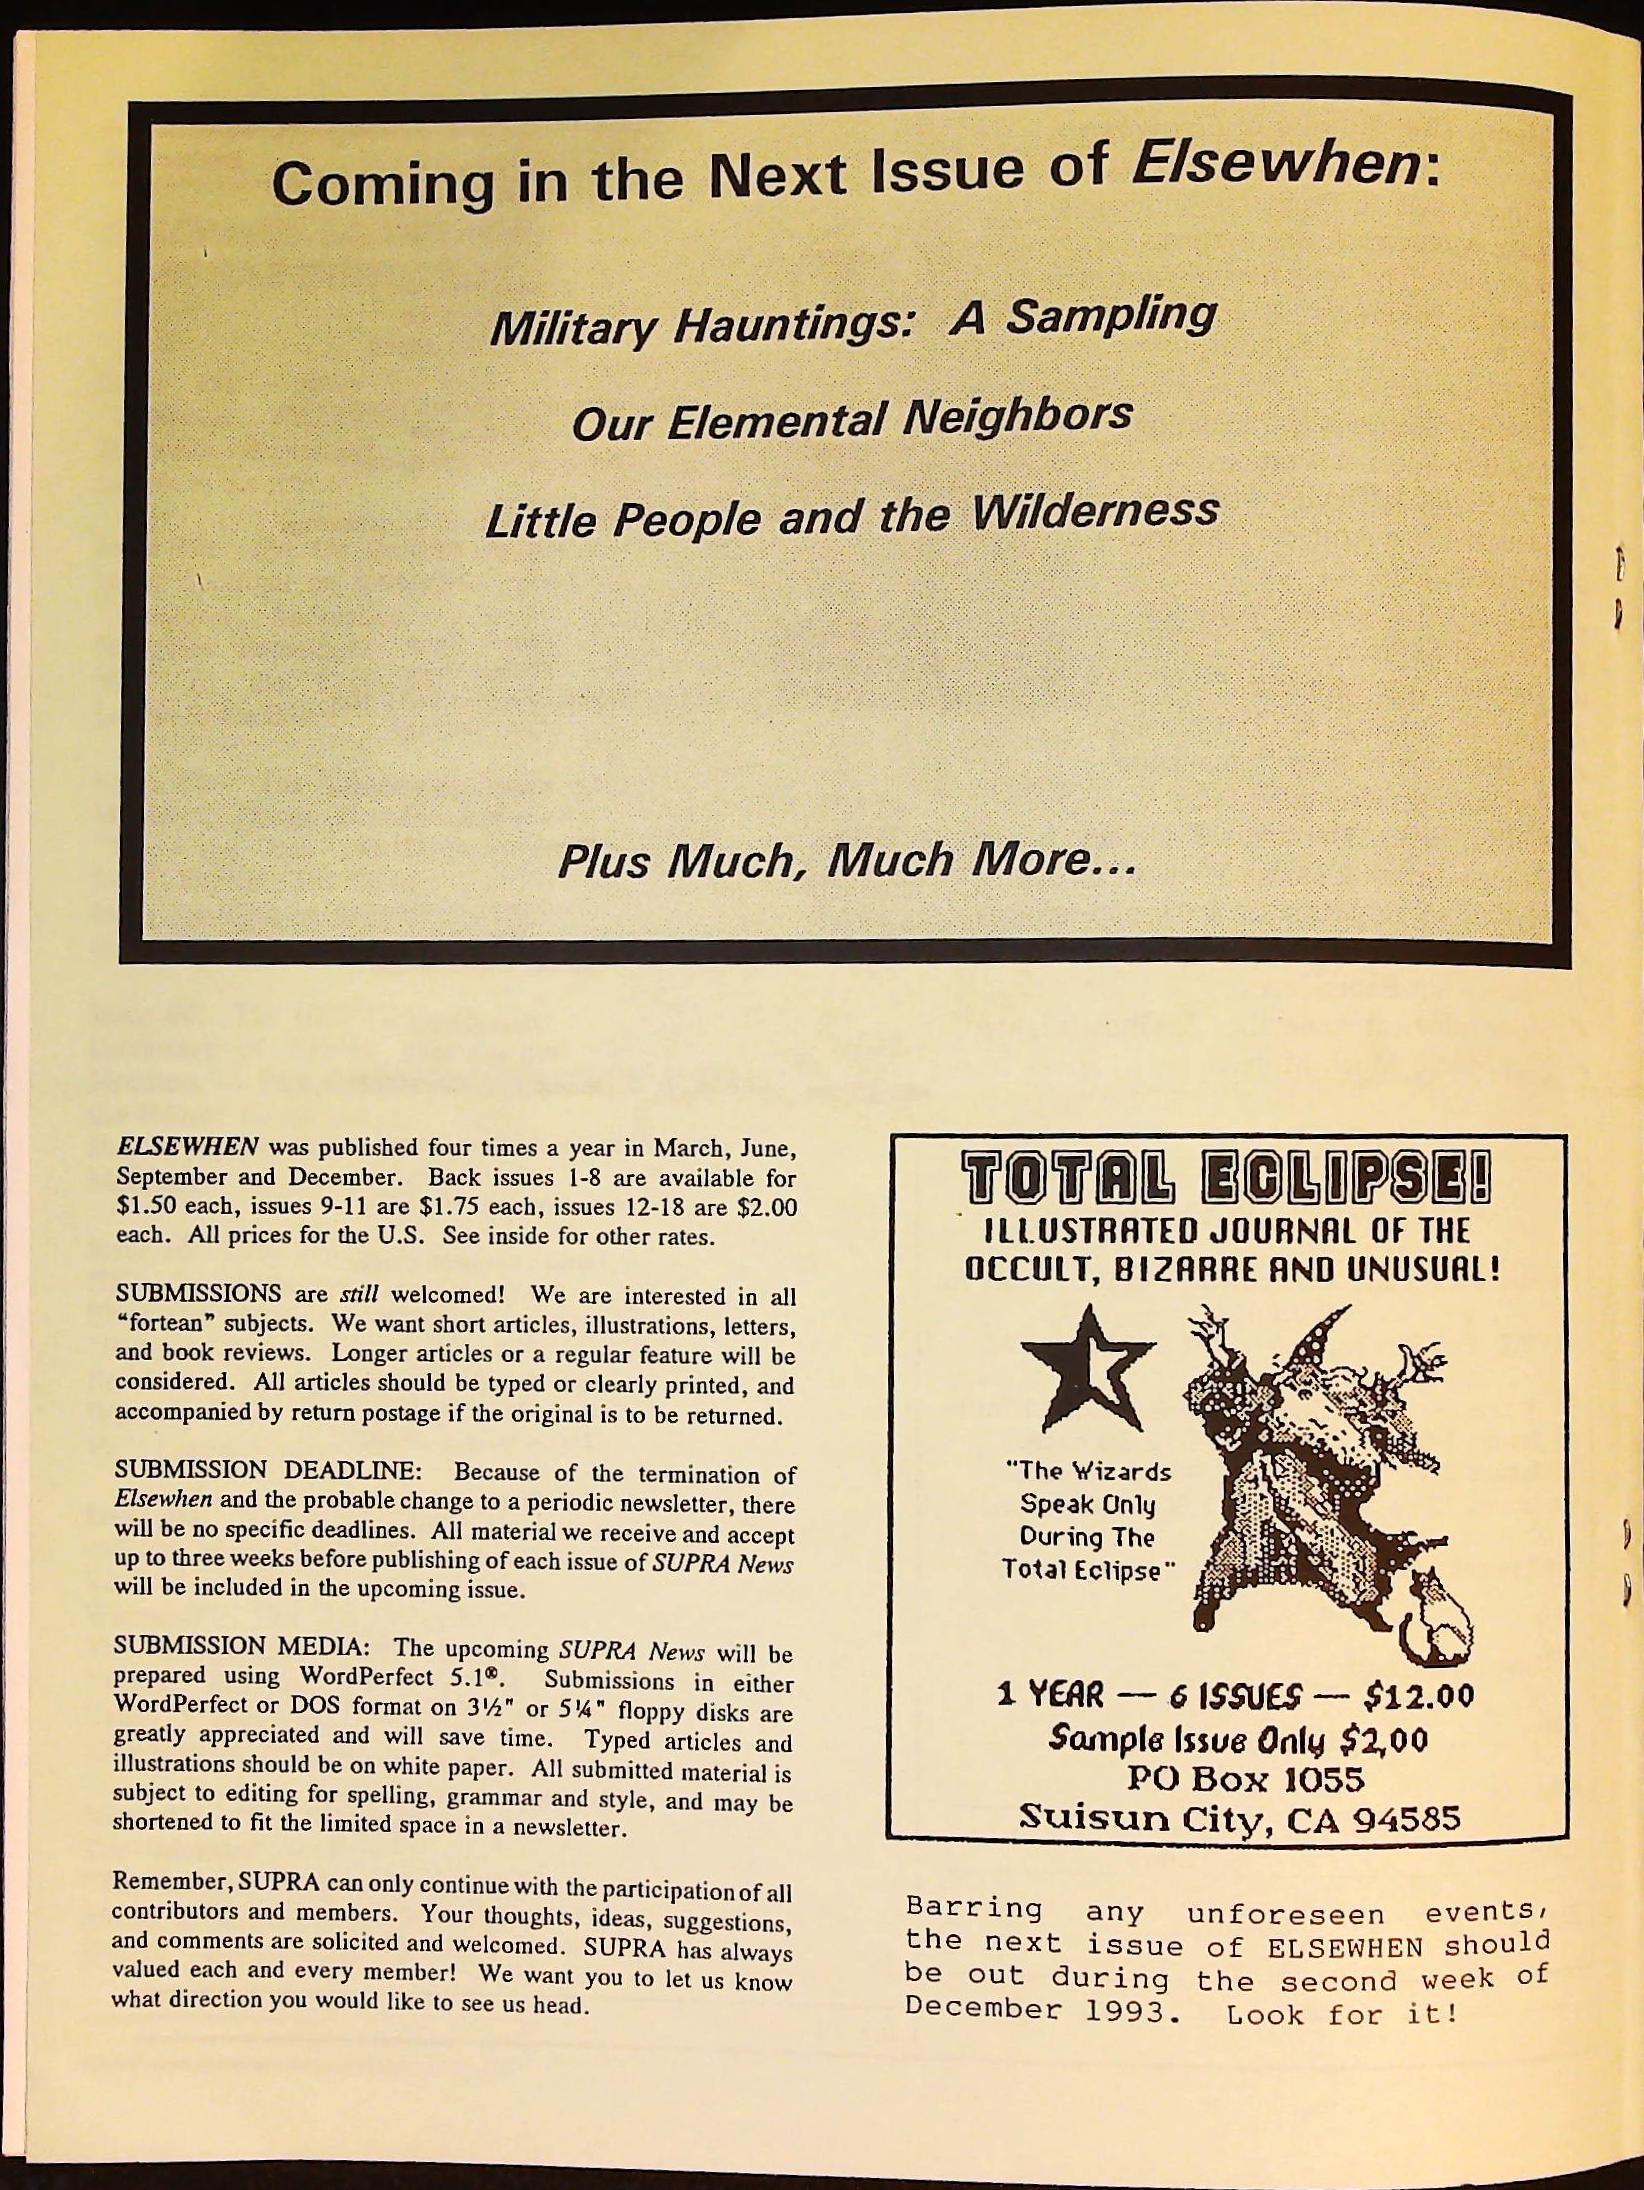 Coming in the Next Issue of Elsewhen:
Military Hauntings: A Sampling
Our Elemental Neighbors
Little People and the Wilderness
Plus Much, Much More...
ELSEWHEN was published four times a year in March, June,
September and December. Back issues 1-8 are available for
$1.50 each, issues 9-11 are $1.75 each, issues 12-18 are $2.00
each. All prices for the U.S. See inside for other rates.
SUBMISSIONS are still welcomed! We are interested in all
“fortean” subjects. We want short articles, illustrations, letters,
and book reviews. Longer articles or a regular feature will be
considered. All articles should be typed or clearly printed, and
accompanied by return postage if the original is to be returned.
SUBMISSION DEADLINE: Because of the termination of
Elsewhen and the probable change to a periodic newsletter, there
will be no specific deadlines. All material we receive and accept
up to three weeks before publishing of each issue of SUPRA News
will be included in the upcoming issue.
SUBMISSION MEDIA: The upcoming SUPRA News will be
prepared using WordPerfect 5.1®. Submissions in either
WordPerfect or DOS format on 3½" or 5¼" floppy disks are
greatly appreciated and will save time. Typed articles and
illustrations should be on white paper. All submitted material is
subject to editing for spelling, grammar and style, and may be
shortened to fit the limited space in a newsletter.
Remember, SUPRA can only continue with the participation of all
contributors and members. Your thoughts, ideas, suggestions,
and comments are solicited and welcomed. SUPRA has always
valued each and every member! We want you to let us know
what direction you would like to see us head.
TOTAL ECLIPSE!
ILLUSTRATED JOURNAL OF THE
OCCULT, BIZARRE AND UNUSUAL!
"The Wizards
Speak Only
During The
Total Eclipse"
1 YEAR — 6 ISSUES — $12.00
Sample Issue Only $2,00
PO Box 1055
Suisun City, CA 94585
Barring any unforeseen events,
the next issue of ELSEWHEN should
be out during the second week of
December 1993. Look for it!